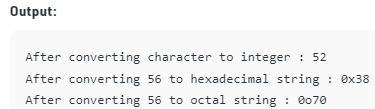 Output:
After converting character to integer : 52
After converting 56 to hexadecimal string : 0x38
After converting 56 to octal string : 0o70